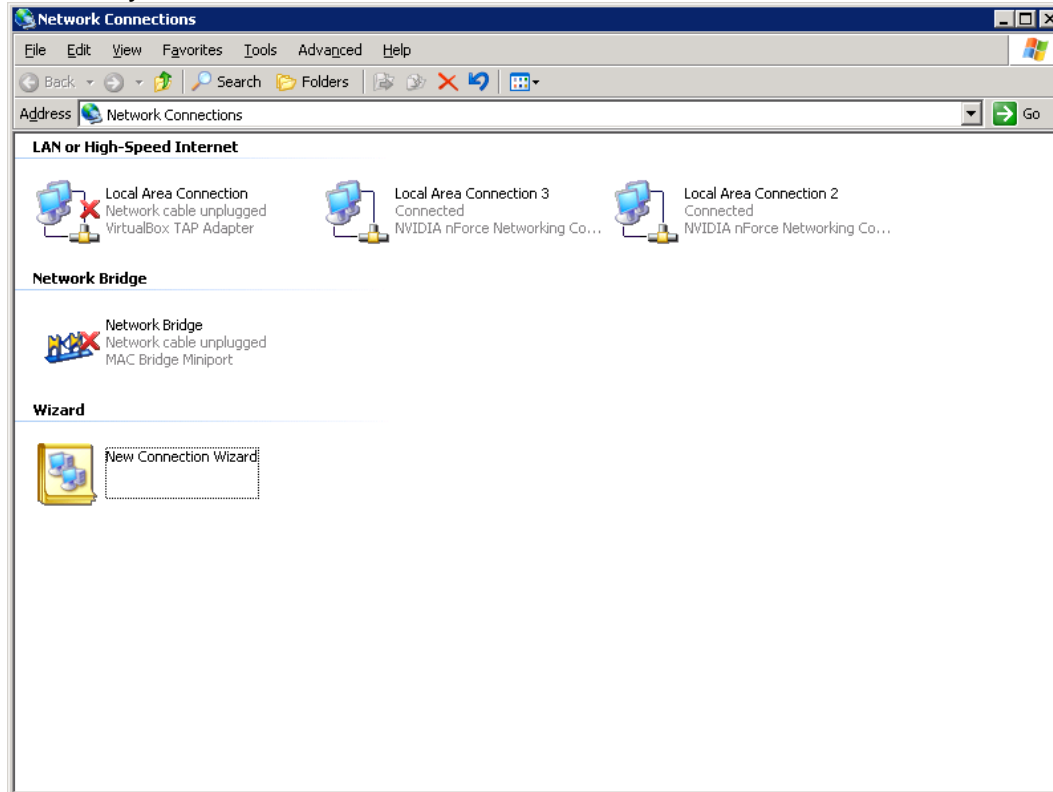 Network Connections
File Edit View Favorites Tools Advanced Help
Back Search Folders
Address Network Connections Go
LAN or High-Speed Internet
Local Area Connection
Network cable unplugged
VirtualBox TAP Adapter
Local Area Connection 3
Connected
NVIDIA nForce Networking Co...
Local Area Connection 2
Connected
NVIDIA nForce Networking Co...
Network Bridge
Network Bridge
Network cable unplugged
MAC Bridge Miniport
Wizard
New Connection Wizard